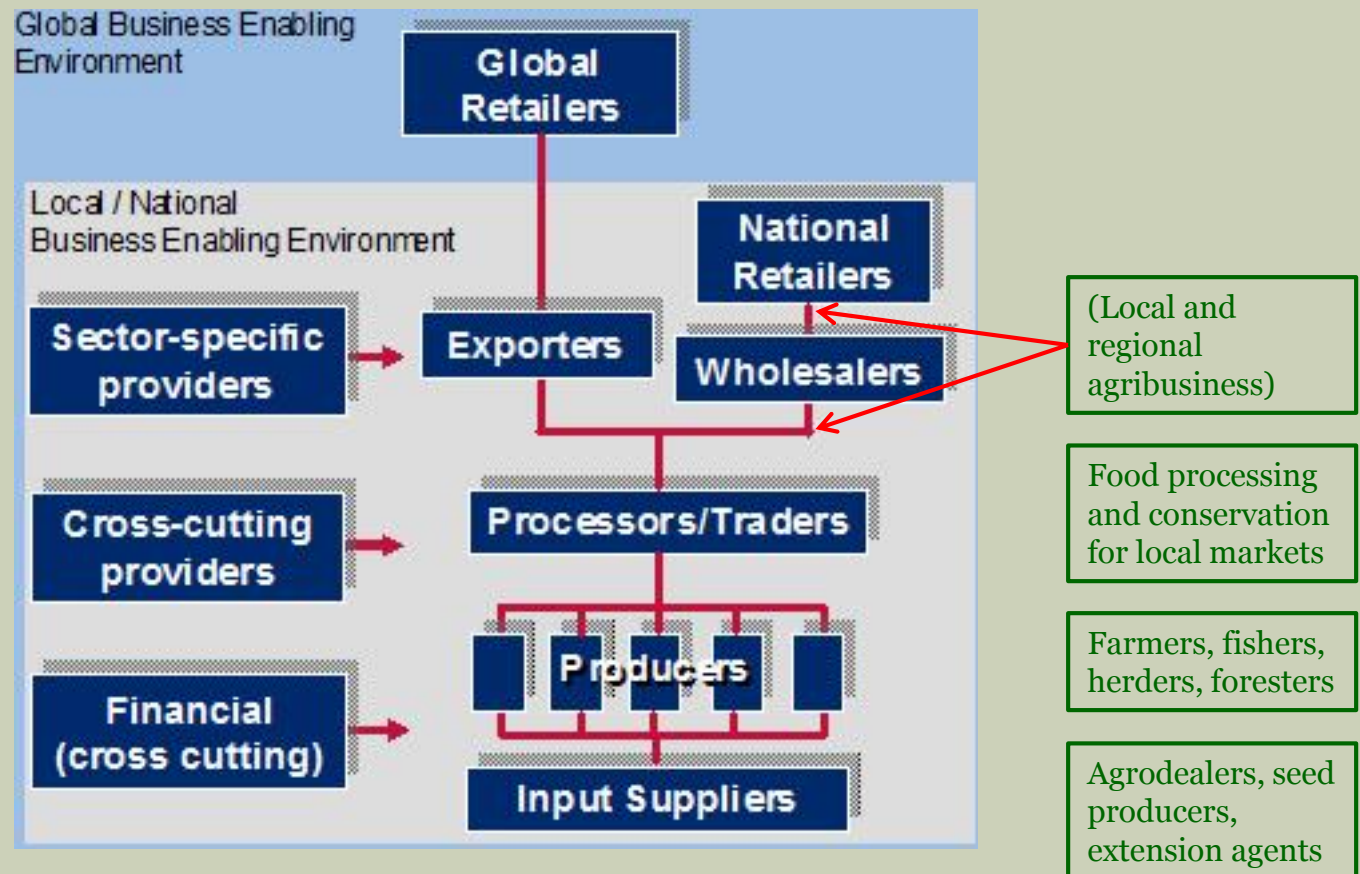 Global Business Enabling
Environment
Global
Retailers
Local / National
Business Enabling Environment
National
Retailers
Sector-specific
providers
Exporters
Wholesalers
(Local and
regional
agribusiness)
Cross-cutting
providers
Processors/Traders
Food processing
and conservation
for local markets
Producers
Farmers, fishers,
herders, foresters
Financial
(cross cutting)
Input Suppliers
Agrodealers, seed
producers,
extension agents